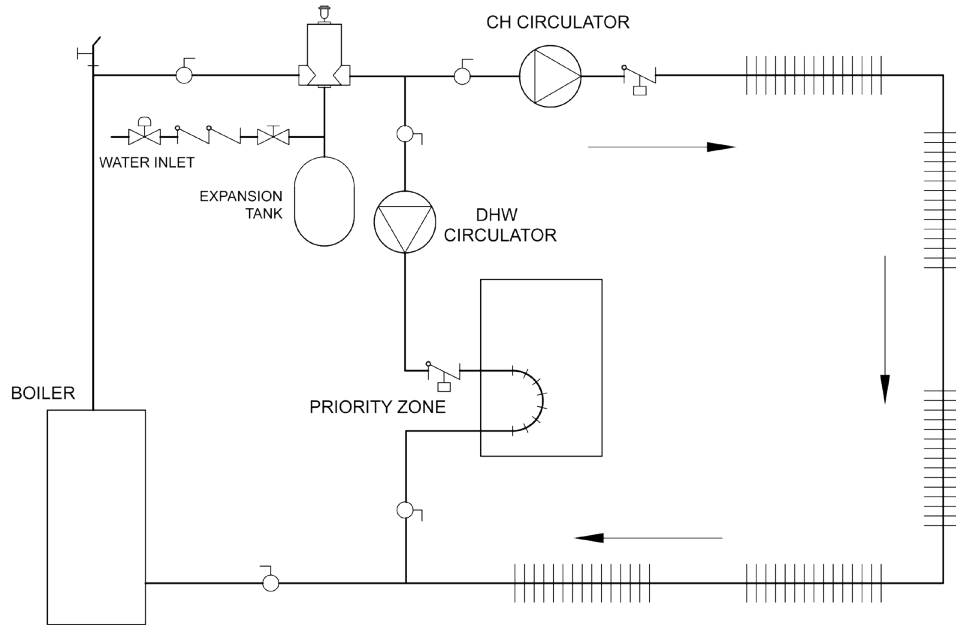 CH CIRCULATOR
WATER INLET
EXPANSION
TANK
DHW
CIRCULATOR
BOILER
PRIORITY ZONE